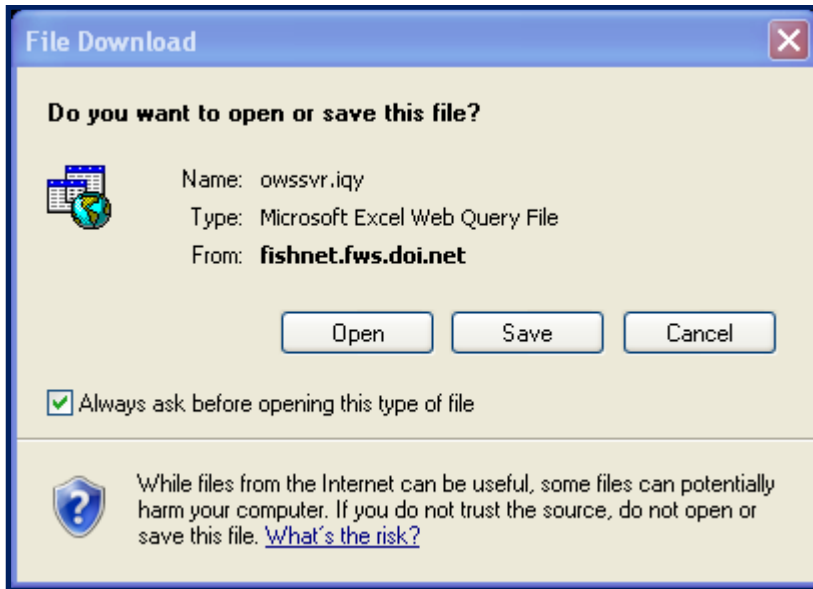 File Download
Do you want to open or save this file?
Name: owssvr.iqy
Type: Microsoft Excel Web Query File
From: fishnet.fws.doi.net
Open Save Cancel
Always ask before opening this type of file
While files from the Internet can be useful, some files can potentially
harm your computer. If you do not trust the source, do not open or
save this file. What's the risk?